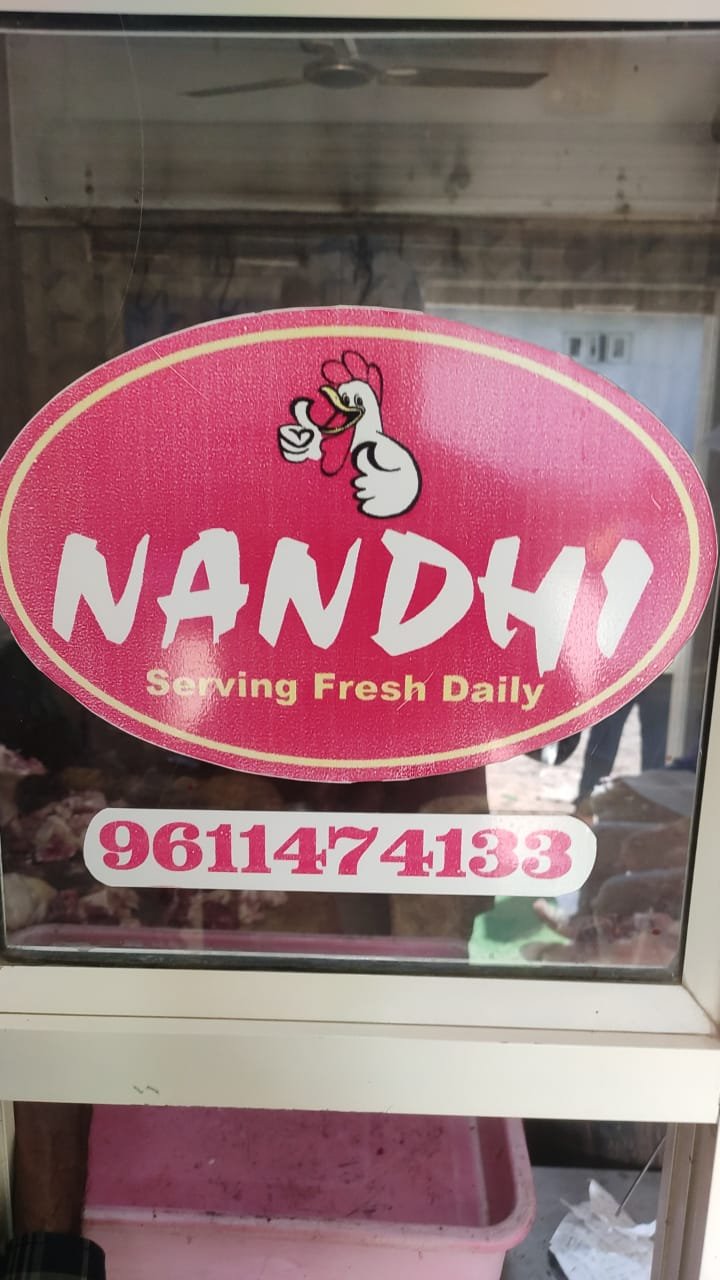 NANDHI
Serving Fresh Daily
9611474133